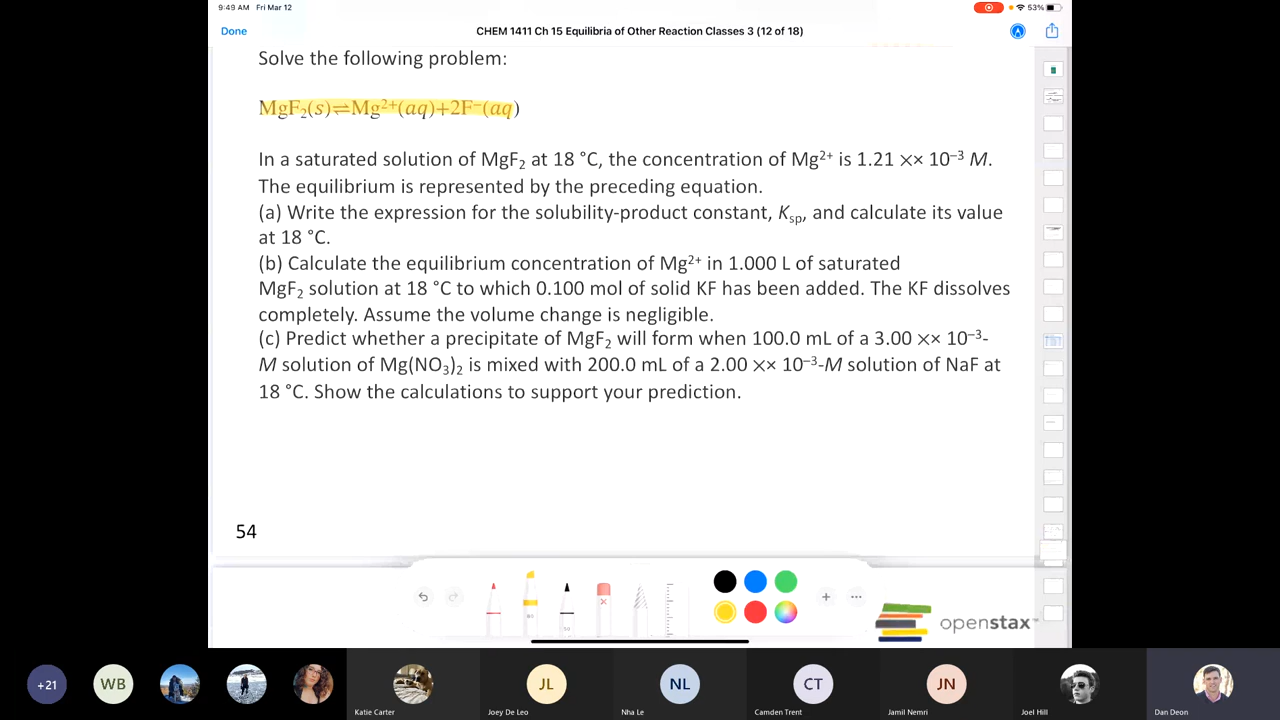 9:49 AM Fri Mar 12
53%
Done
CHEM 1411 Ch 15 Equilibria of Other Reaction Classes 3 (12 of 18)
Solve the following problem:
MgF₂(s)⇌Mg²⁺(aq)+2F⁻(aq)
In a saturated solution of MgF₂ at 18 °C, the concentration of Mg²⁺ is 1.21 ×× 10⁻³ M.
The equilibrium is represented by the preceding equation.
(a) Write the expression for the solubility-product constant, Ksp, and calculate its value
at 18 °C.
(b) Calculate the equilibrium concentration of Mg²⁺ in 1.000 L of saturated
MgF₂ solution at 18 °C to which 0.100 mol of solid KF has been added. The KF dissolves
completely. Assume the volume change is negligible.
(c) Predict whether a precipitate of MgF₂ will form when 100.0 mL of a 3.00 ×× 10⁻³-
M solution of Mg(NO₃)₂ is mixed with 200.0 mL of a 2.00 ×× 10⁻³-M solution of NaF at
18 °C. Show the calculations to support your prediction.
54
openstax™
+21
WB
JL
NL
CT
JN
Katie Carter
Joey De Leo
Nha Le
Camden Trent
Jamil Nemri
Joel Hill
Dan Deon